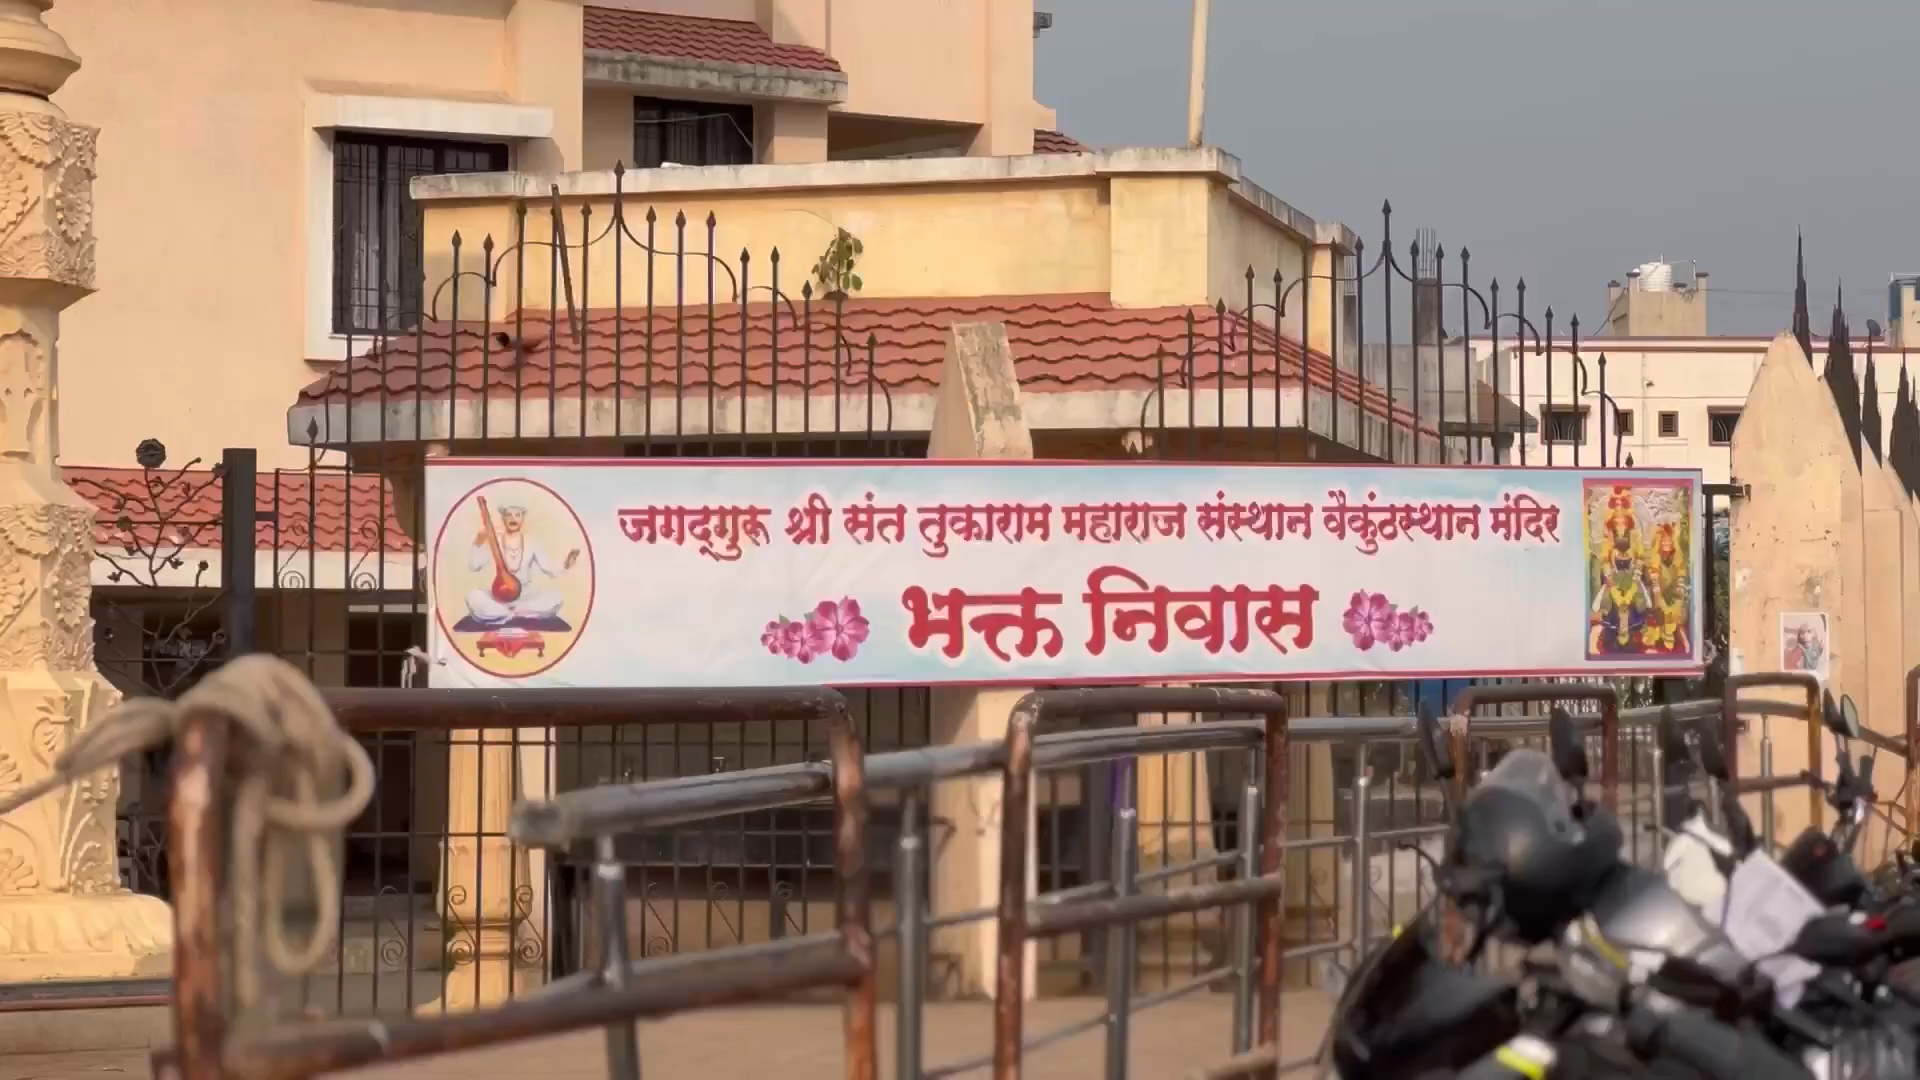 जगद्‌गुरू श्री संत तुकाराम महाराज संस्थान वैकुंठस्थान मंदिर
भक्त निवास